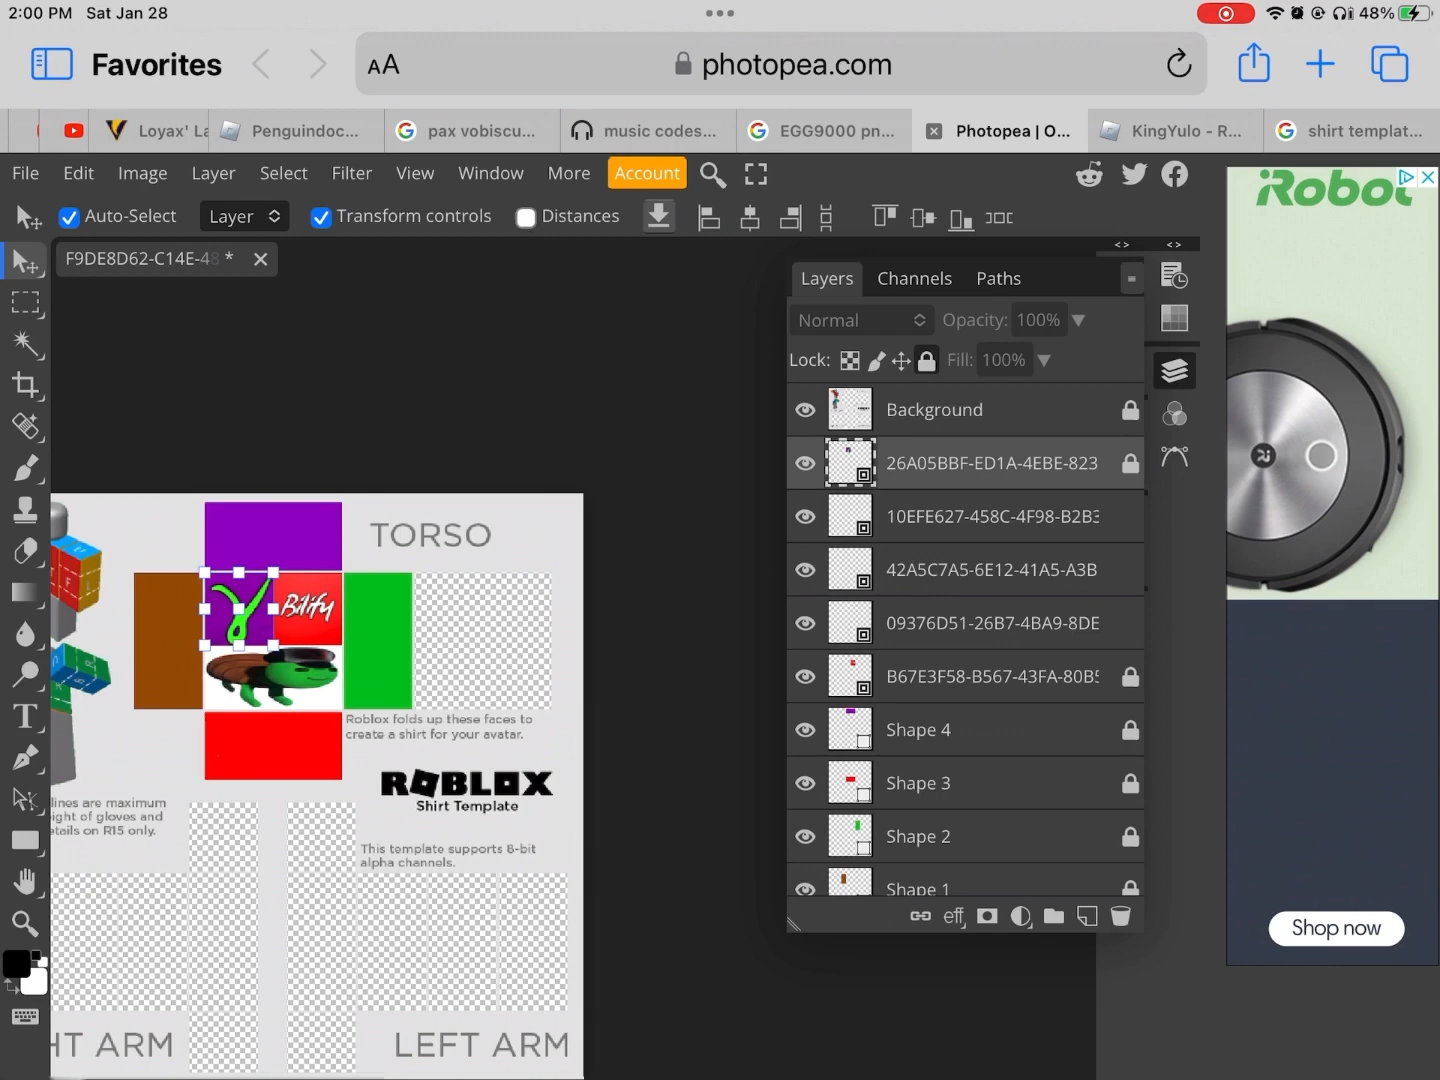 2:00 PM Sat Jan 28
48%
Favorites
AA
photopea.com
Loyax' La
Penguindoc...
pax vobiscu...
music codes...
EGG9000 pn...
Photopea | O...
KingYulo - R...
shirt templat...
File Edit Image Layer Select Filter View Window More Account
Auto-Select Layer Transform controls Distances
F9DE8D62-C14E-48 *
iRobot
Layers Channels Paths
Normal Opacity: 100%
Lock: Fill: 100%
Background
26A05BBF-ED1A-4EBE-823
10EFE627-458C-4F98-B2B3
42A5C7A5-6E12-41A5-A3B
09376D51-26B7-4BA9-8DE
B67E3F58-B567-43FA-80B5
Shape 4
Shape 3
Shape 2
Shape 1
eff
TORSO
Bilify
Roblox folds up these faces to
create a shirt for your avatar.
ROBLOX
Shirt Template
lines are maximum
ight of gloves and
etails on R15 only.
This template supports 8-bit
alpha channels.
HT ARM
LEFT ARM
Shop now